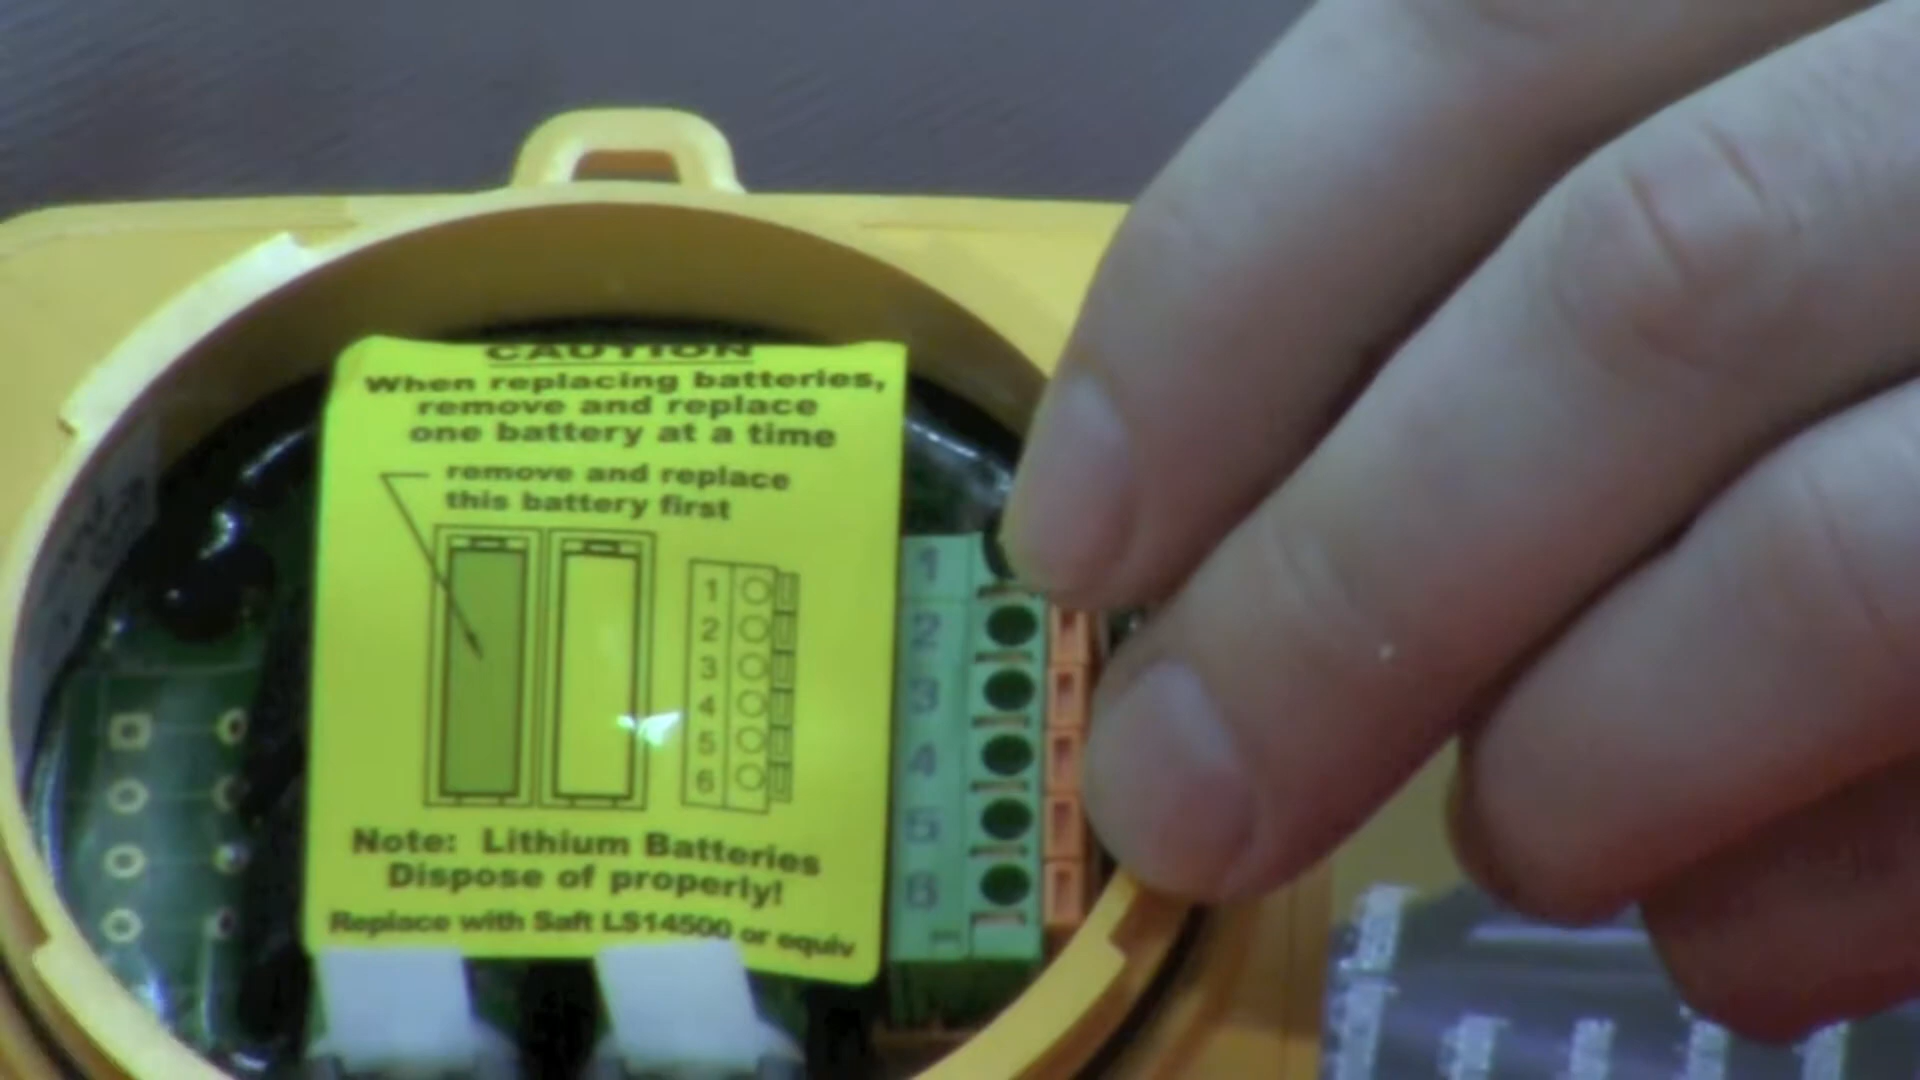 CAUTION
When replacing batteries,
remove and replace
one battery at a time
remove and replace
this battery first
1
2
3
4
5
6
Note: Lithium Batteries
Dispose of properly!
Replace with Saft LS14500 or equiv
1
2
3
4
5
6